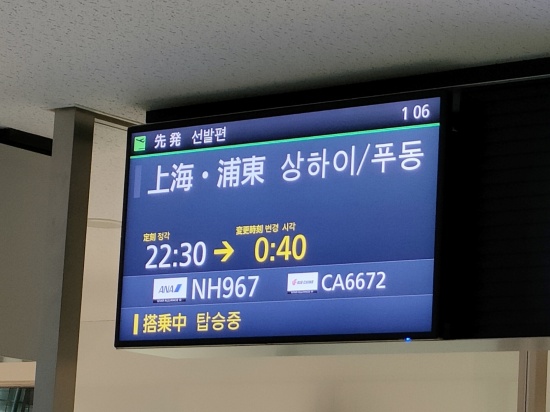 1 06
先発 선발편
上海・浦東 상하이/푸동
定刻 정각 変更時刻 변경 시각
22:30 → 0:40
ANA NH967 CA6672
搭乗中 탑승중